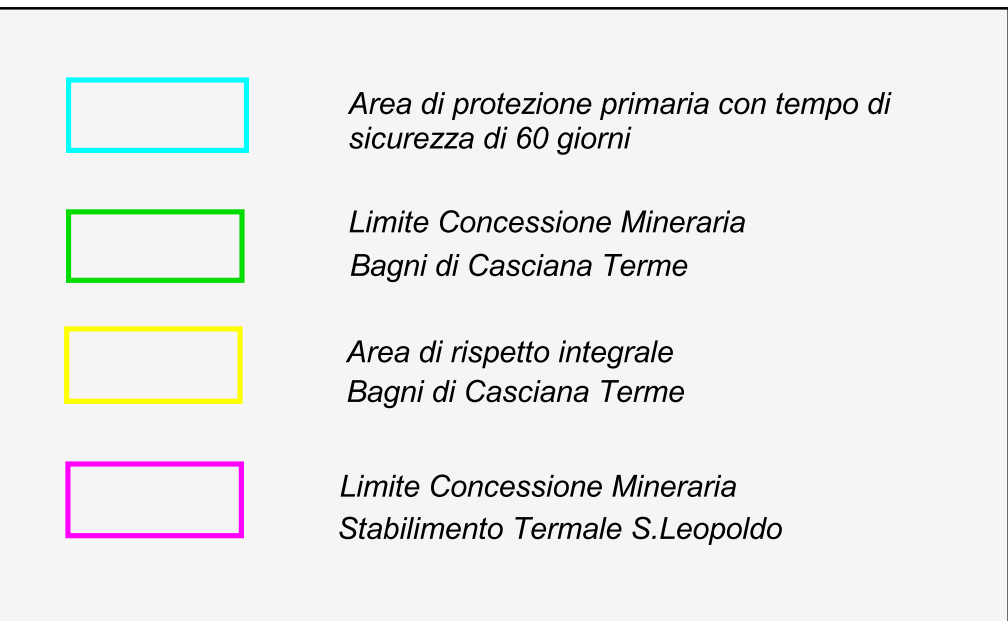 Area di protezione primaria con tempo di
sicurezza di 60 giorni
Limite Concessione Mineraria
Bagni di Casciana Terme
Area di rispetto integrale
Bagni di Casciana Terme
Limite Concessione Mineraria
Stabilimento Termale S.Leopoldo